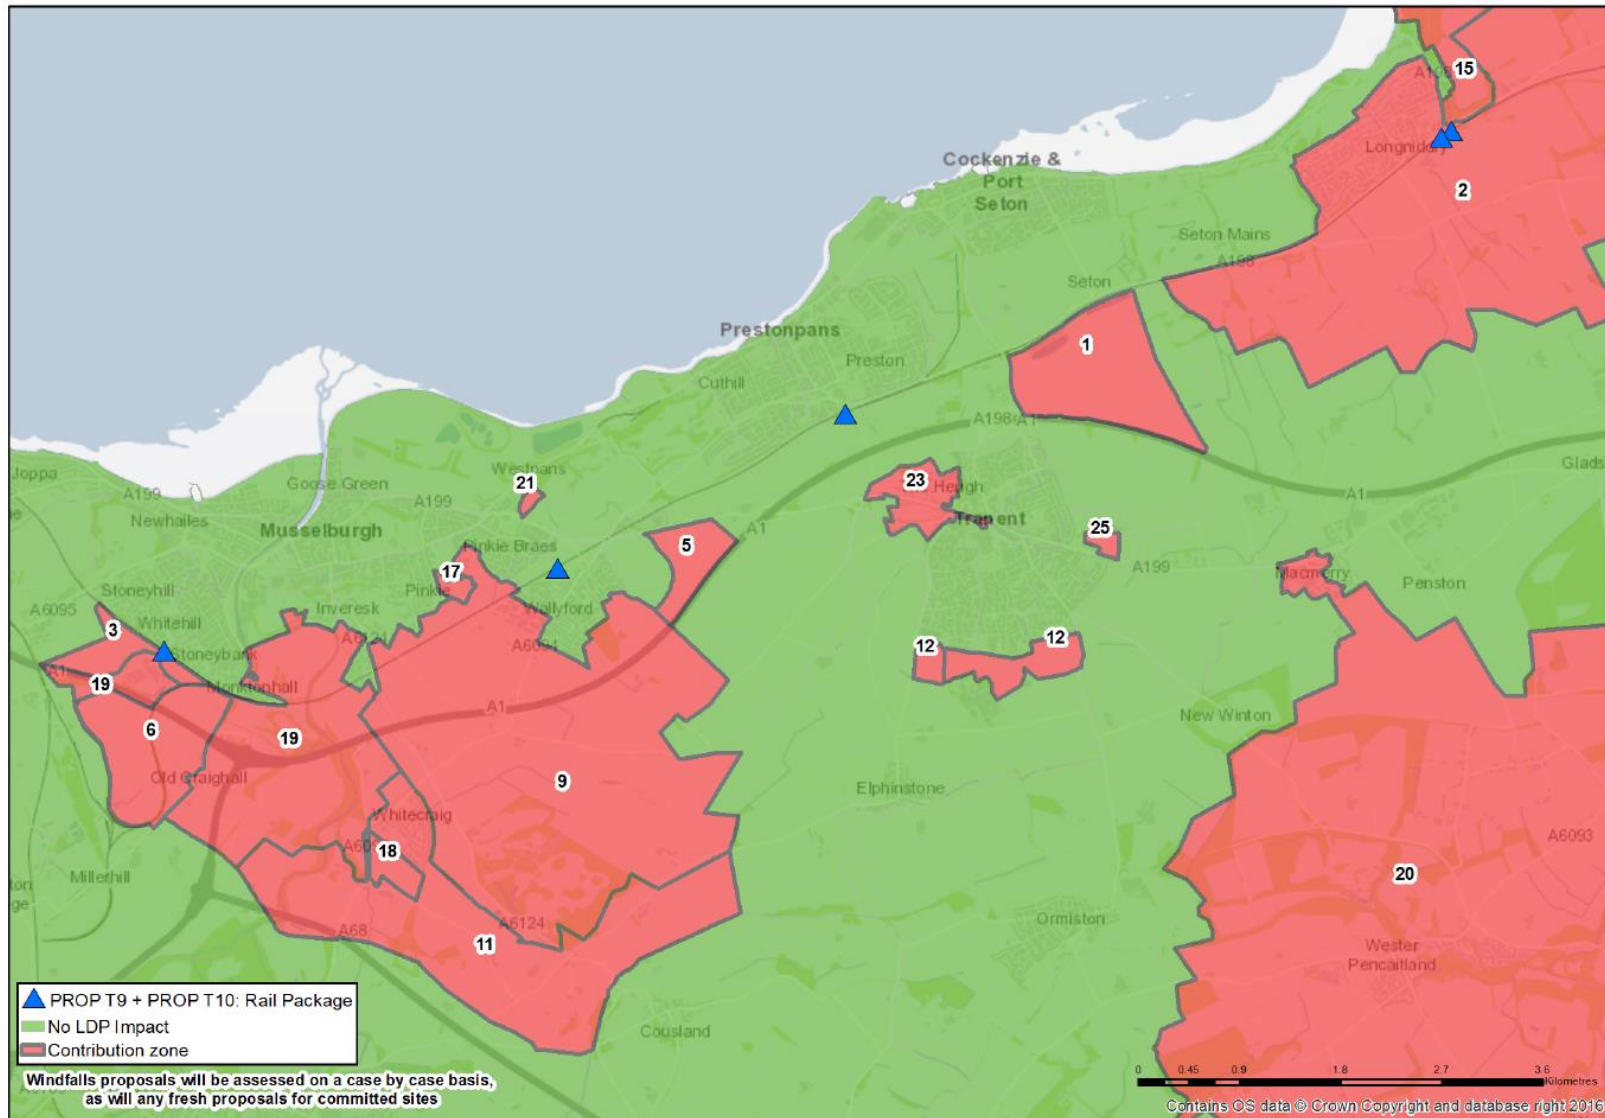 15
A198
Longniddry
2
Cockenzie &
Port
Seton
Seton Mains
A198
Seton
1
Prestonpans
Preston
Cuthill
A198
A1
Glads
A1
Westpans
21
Joppa
A199
Goose Green
A199
Newhailes
Musselburgh
Pinkie Braes
5
A1
23
Tranent
25
A199
Macmerry
Penston
Stoneyhill
17
Pinkie
A6095
Inveresk
Wallyford
3
Whitehill
A6124
A6094
Stoneybank
12
12
A1
19
Monktonhall
A1
New Winton
6
19
Old Craighall
9
Elphinstone
Whitecraig
A6093
18
20
Millerhill
Ormiston
A6124
A68
11
Wester
Pencaitland
Cousland
PROP T9 + PROP T10: Rail Package
No LDP Impact
Contribution zone
Windfalls proposals will be assessed on a case by case basis,
as will any fresh proposals for committed sites
0 0.45 0.9 1.8 2.7 3.6
Kilometres
Contains OS data © Crown Copyright and database right 2016